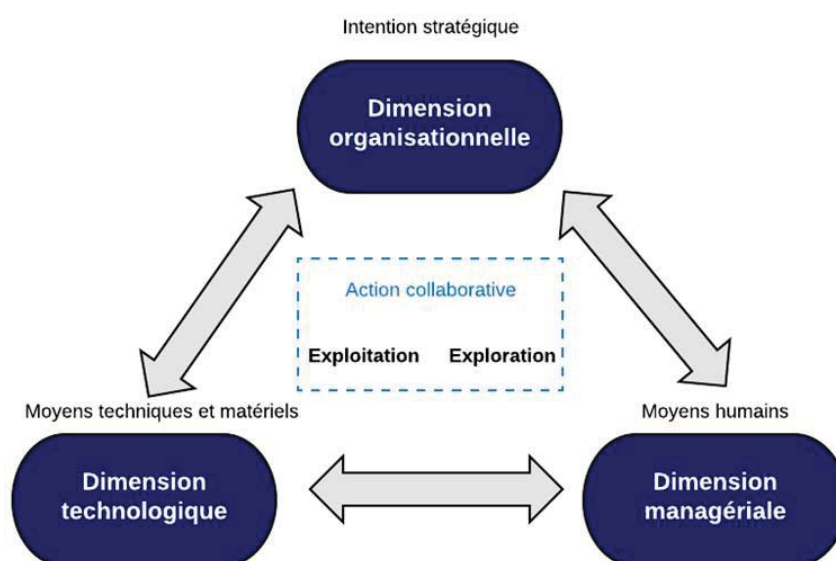 Intention stratégique
Dimension
organisationnelle
Action collaborative
Exploitation Exploration
Moyens techniques et matériels
Moyens humains
Dimension
technologique
Dimension
managériale